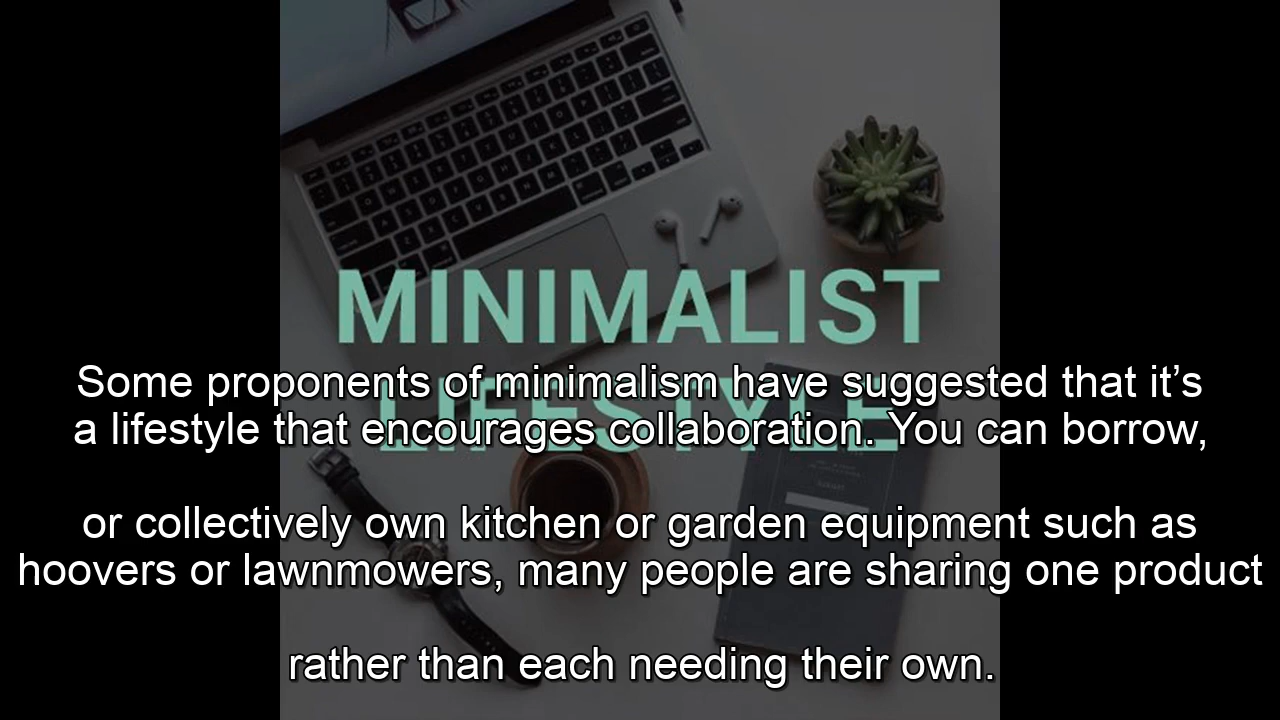 MINIMALIST
LIFESTYLE
Some proponents of minimalism have suggested that it’s
a lifestyle that encourages collaboration. You can borrow,
or collectively own kitchen or garden equipment such as
hoovers or lawnmowers, many people are sharing one product
rather than each needing their own.